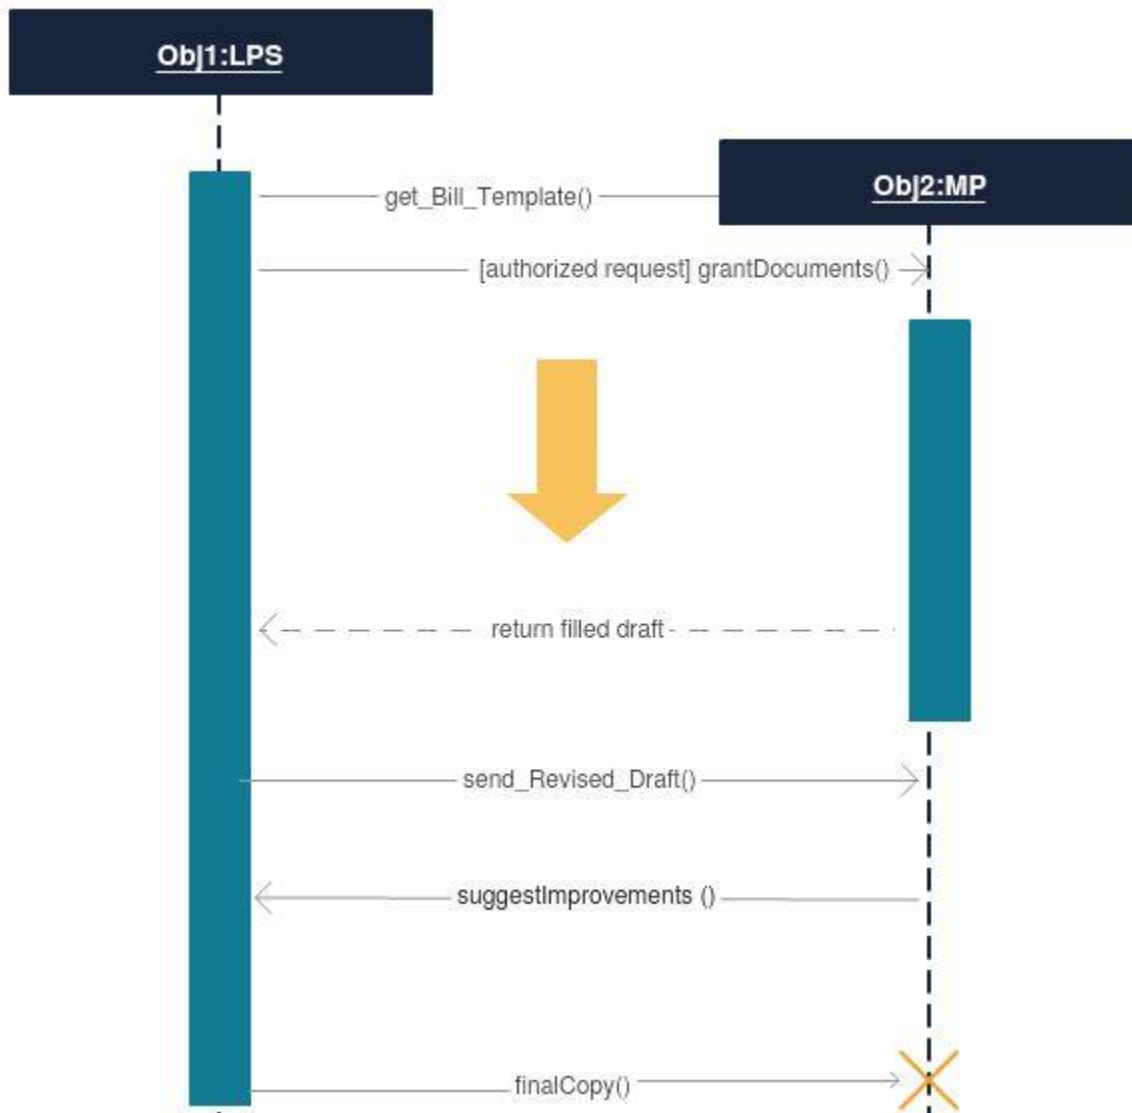 Obj1:LPS
Obj2:MP
get_Bill_Template()
[authorized request] grantDocuments()
return filled draft
send_Revised_Draft()
suggestImprovements ()
finalCopy()